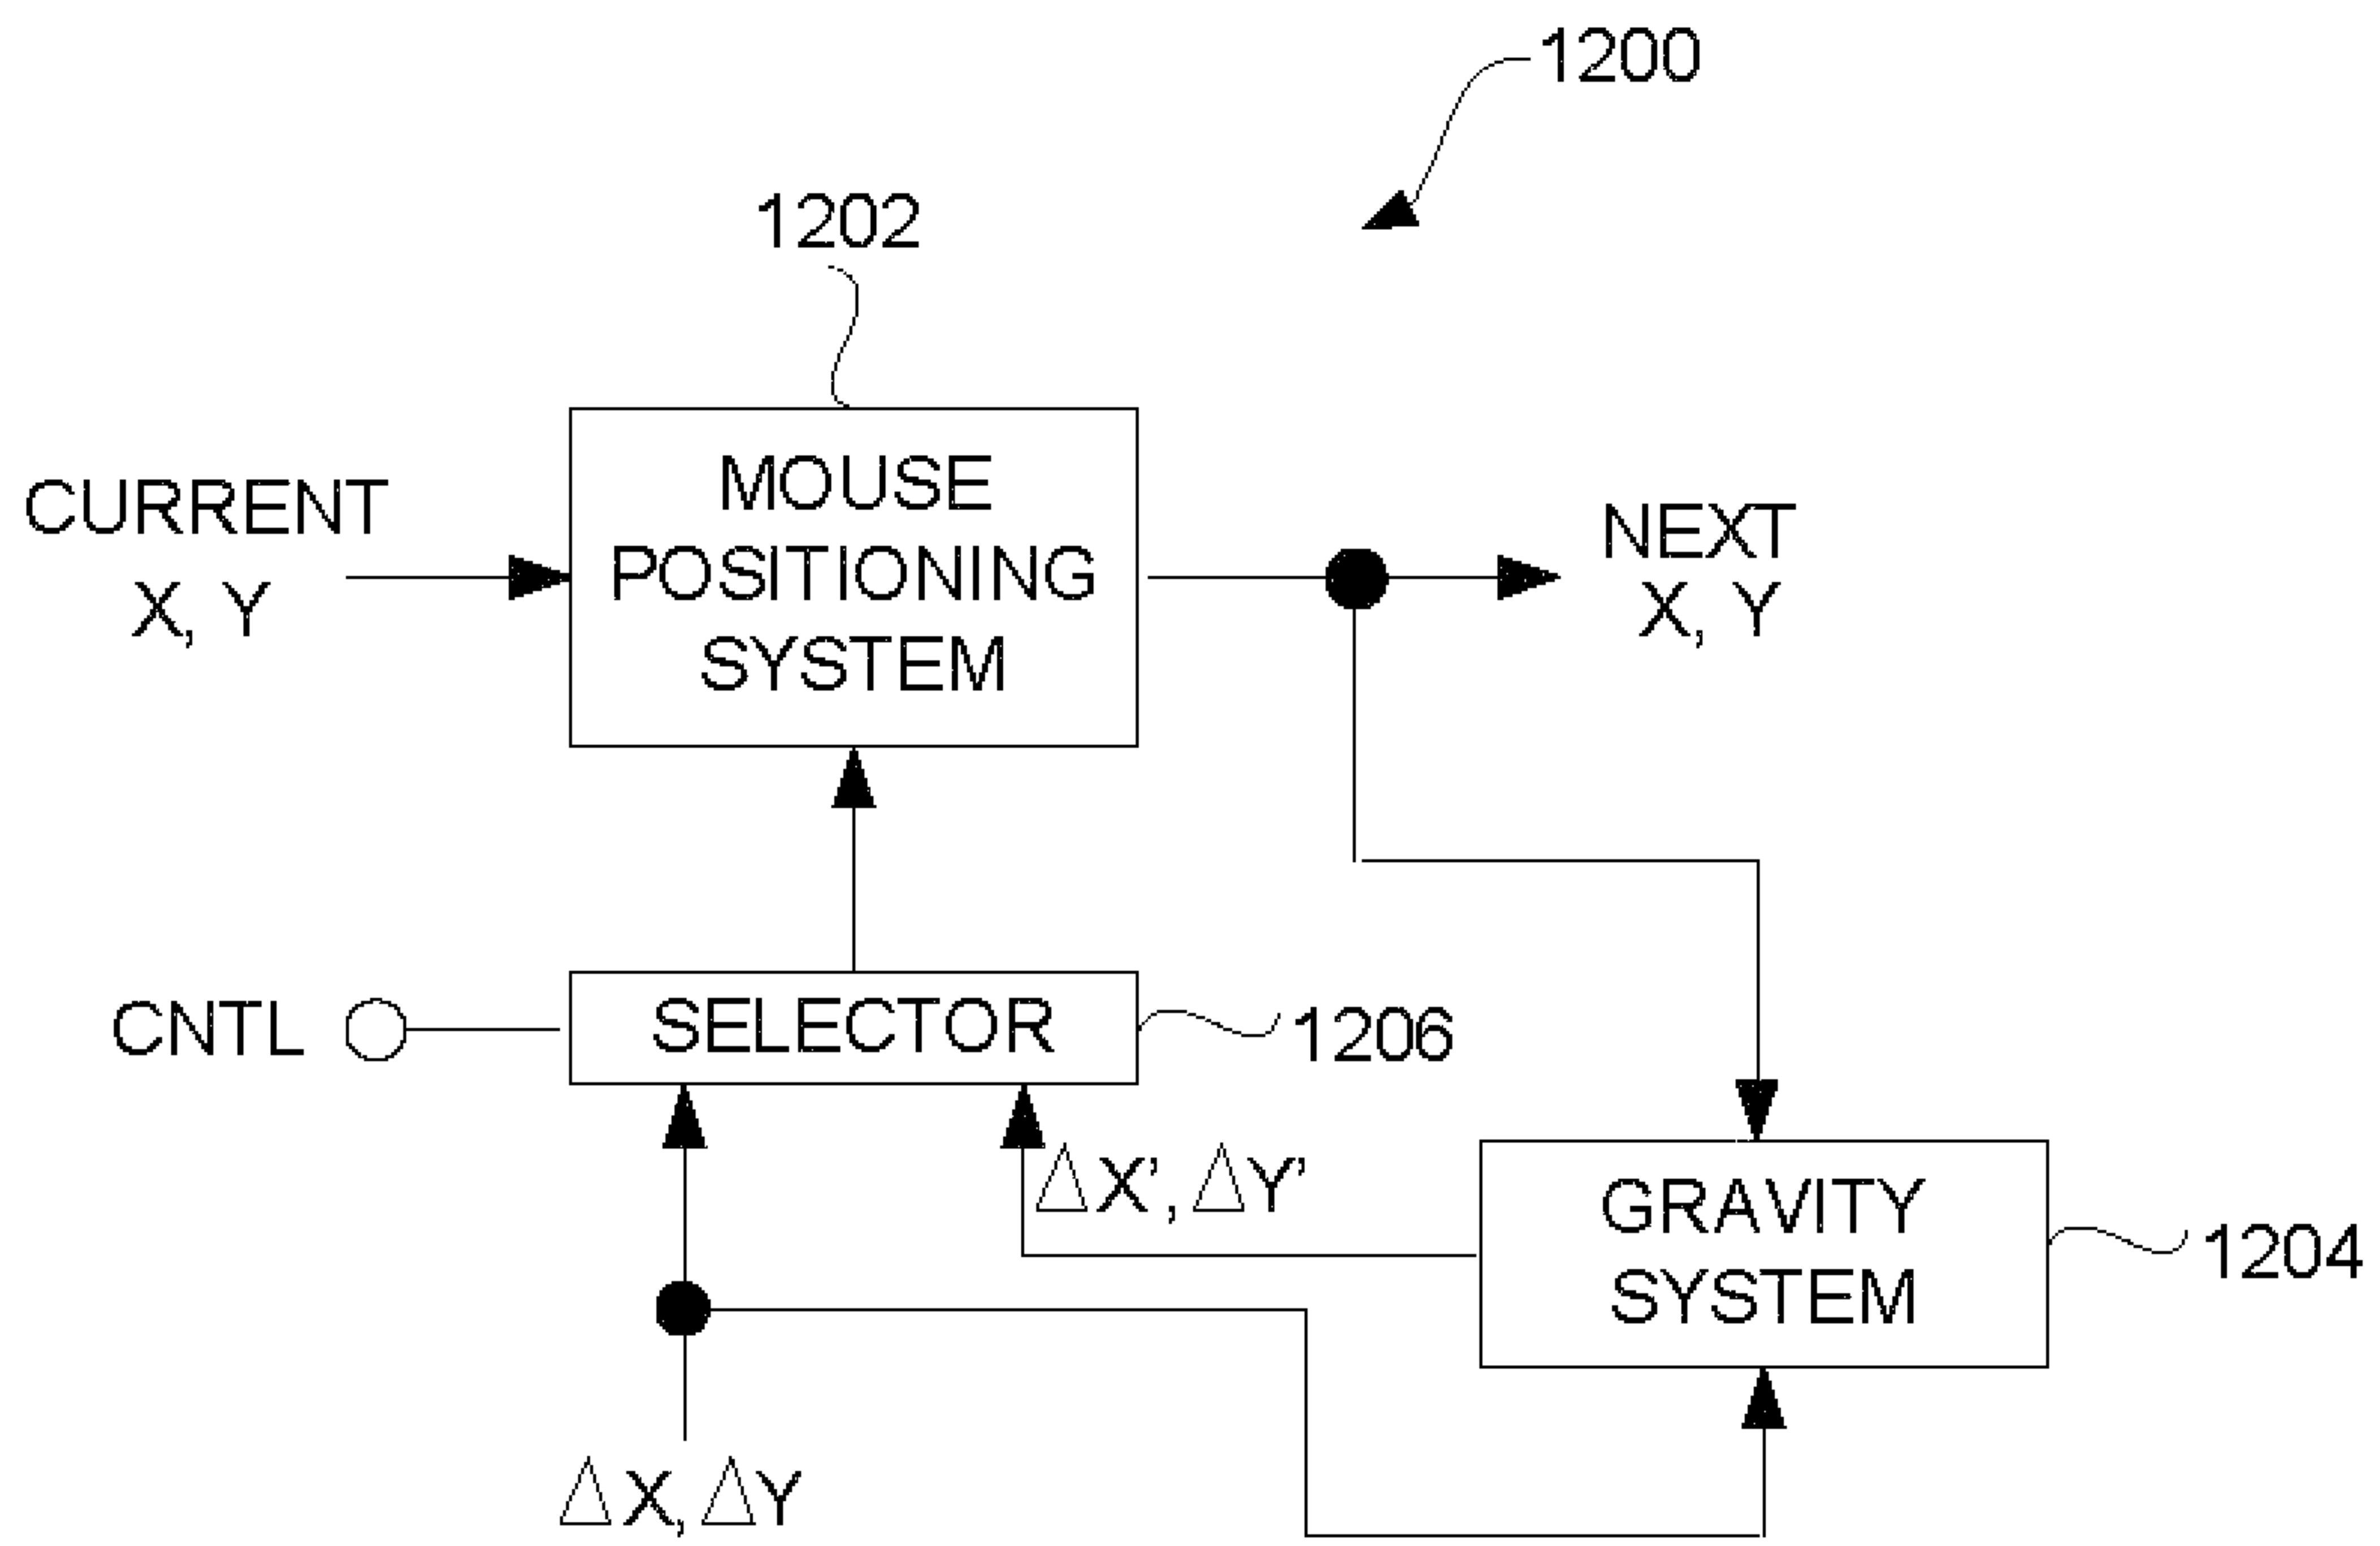 1200
1202
CURRENT
X, Y
MOUSE
POSITIONING
SYSTEM
NEXT
X, Y
CNTL
SELECTOR
1206
ΔX', ΔY'
GRAVITY
SYSTEM
1204
ΔX, ΔY